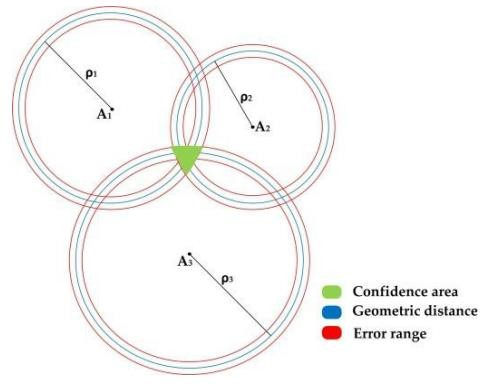 ρ1
A1
ρ2
A2
A3
ρ3
Confidence area
Geometric distance
Error range